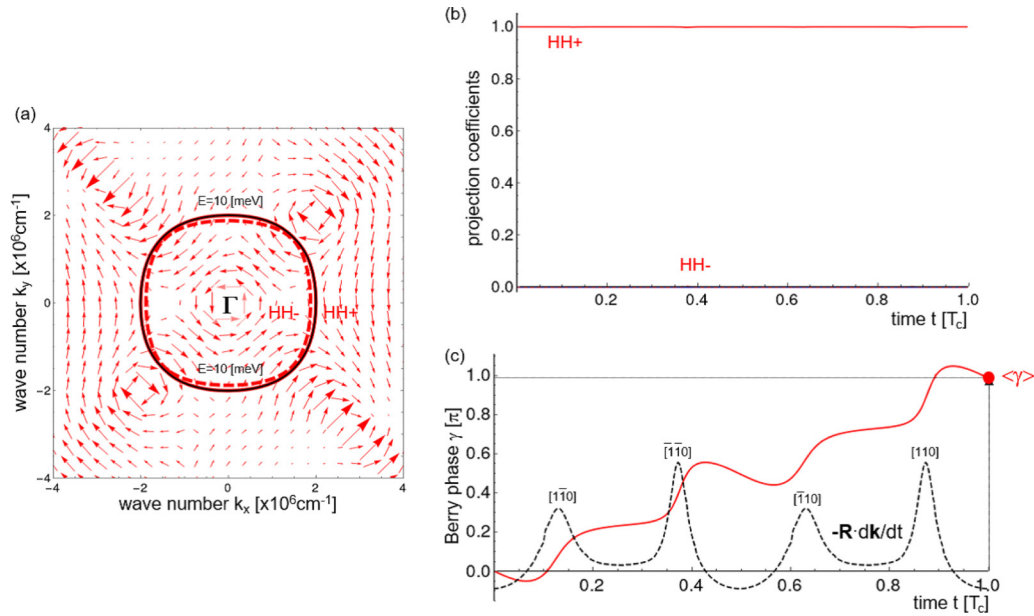 (a)
wave number k_y [x10^6cm^-1]
4
2
0
−2
−4
−4
−2
0
2
4
wave number k_x [x10^6cm^-1]
E=10 [meV]
Γ
HH-
HH+
E=10 [meV]
(b)
projection coefficients
1.0
0.8
0.6
0.4
0.2
0.0
HH+
HH-
0.2
0.4
0.6
0.8
1.0
time t [T_c]
(c)
Berry phase γ [π]
1.0
0.8
0.6
0.4
0.2
0.0
<γ>
[11̅0]
[1̅1̅0]
[1̅10]
[110]
-R·dk/dt
0.2
0.4
0.6
0.8
1.0
time t [T_c]